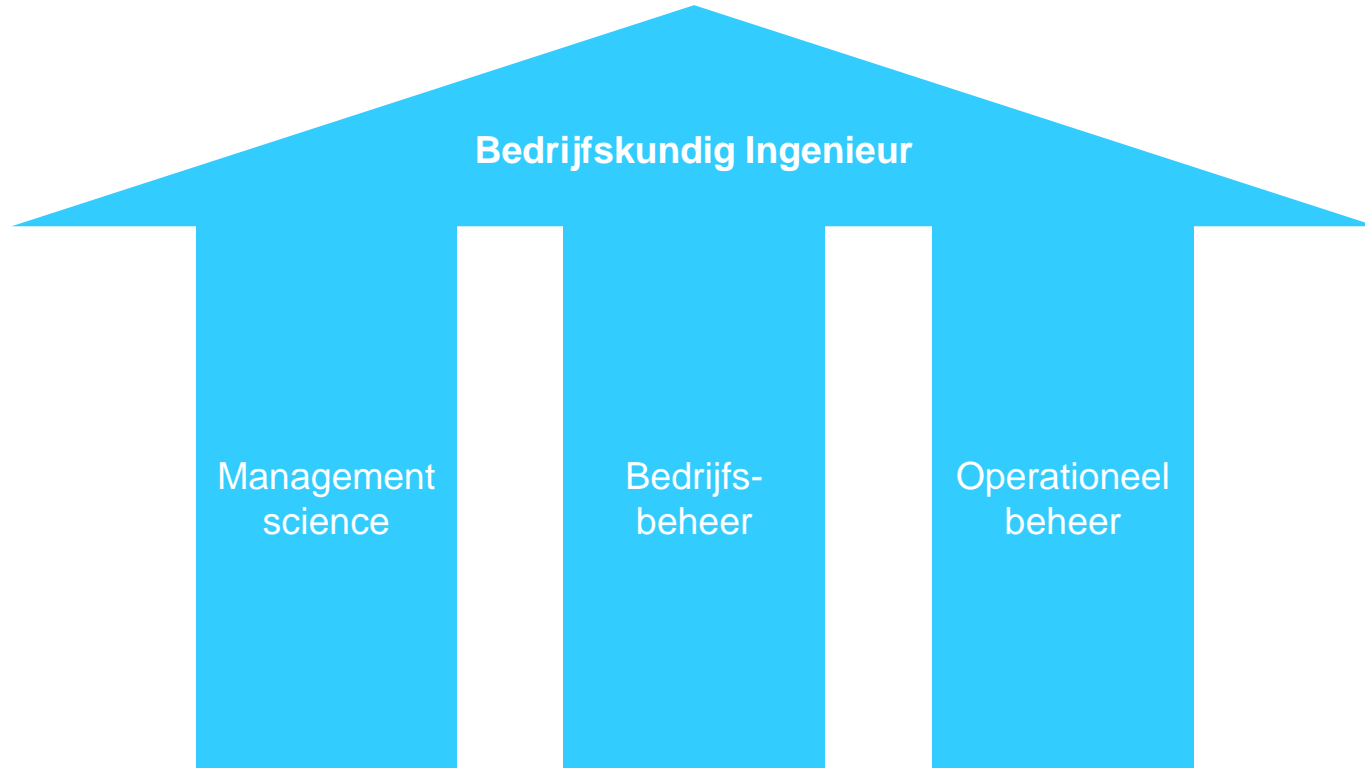 Bedrijfskundig Ingenieur
Management
science
Bedrijfs-
beheer
Operationeel
beheer